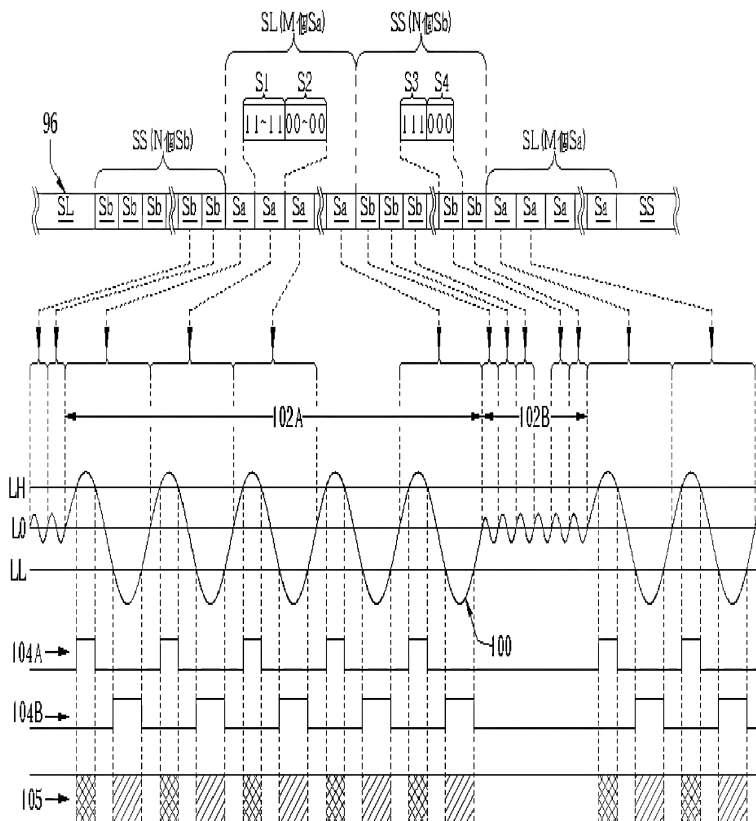 SL(M個Sa) SS(N個Sb)
S1 S2 S3 S4
11~11 00~00 111 000
96
SS(N個Sb) SL(M個Sa)
SL Sb Sb Sb Sb Sb Sa Sa Sa Sa Sb Sb Sb Sb Sb Sa Sa Sa Sa SS
102A 102B
LH
L0
LL
100
104A
104B
105